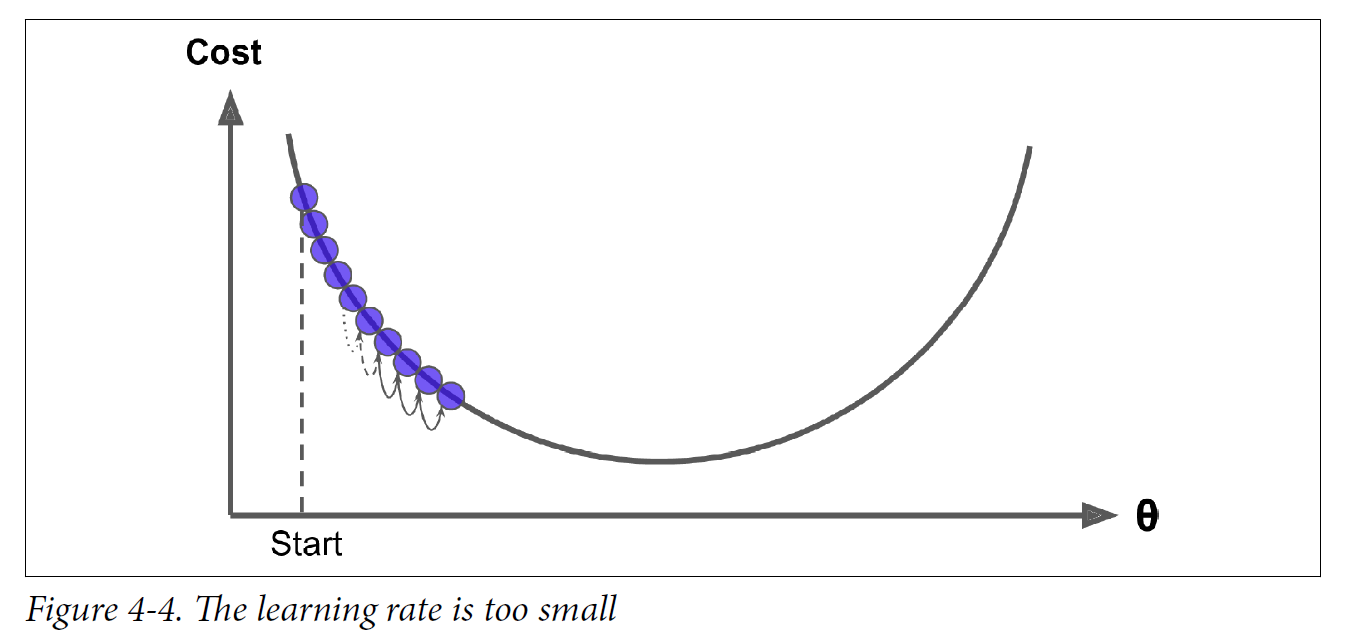 Cost
θ
Start
Figure 4-4. The learning rate is too small